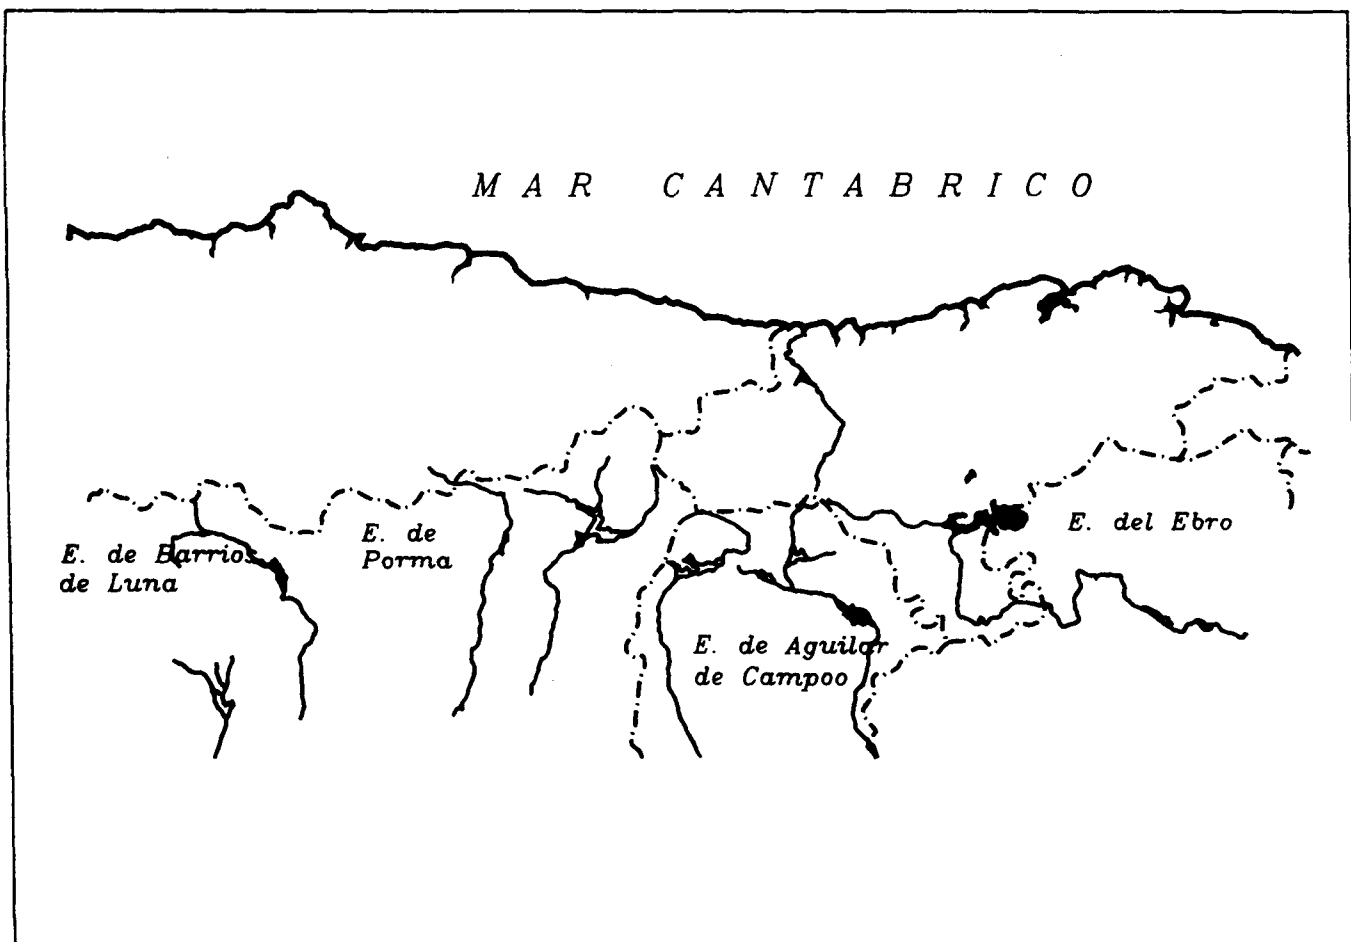 MAR CANTABRICO
E. de Barrios
de Luna
E. de
Porma
E. del Ebro
E. de Aguilar
de Campoo